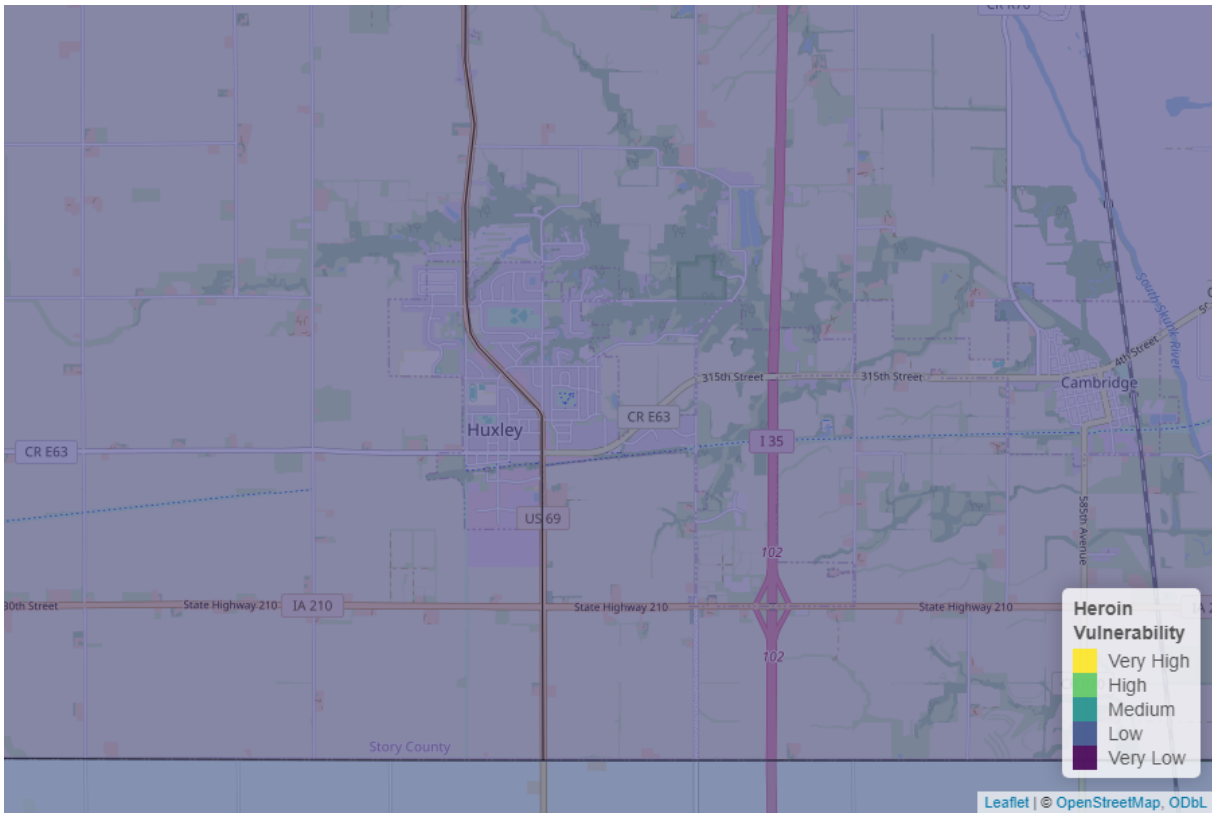 CR R70
South Skunk River
4th Street
315th Street
315th Street
Cambridge
CR E63
Huxley
I 35
CR E63
US 69
585th Avenue
102
30th Street
State Highway 210
IA 210
State Highway 210
State Highway 210
102
Story County
Heroin
Vulnerability
Very High
High
Medium
Low
Very Low
Leaflet | © OpenStreetMap, ODbL